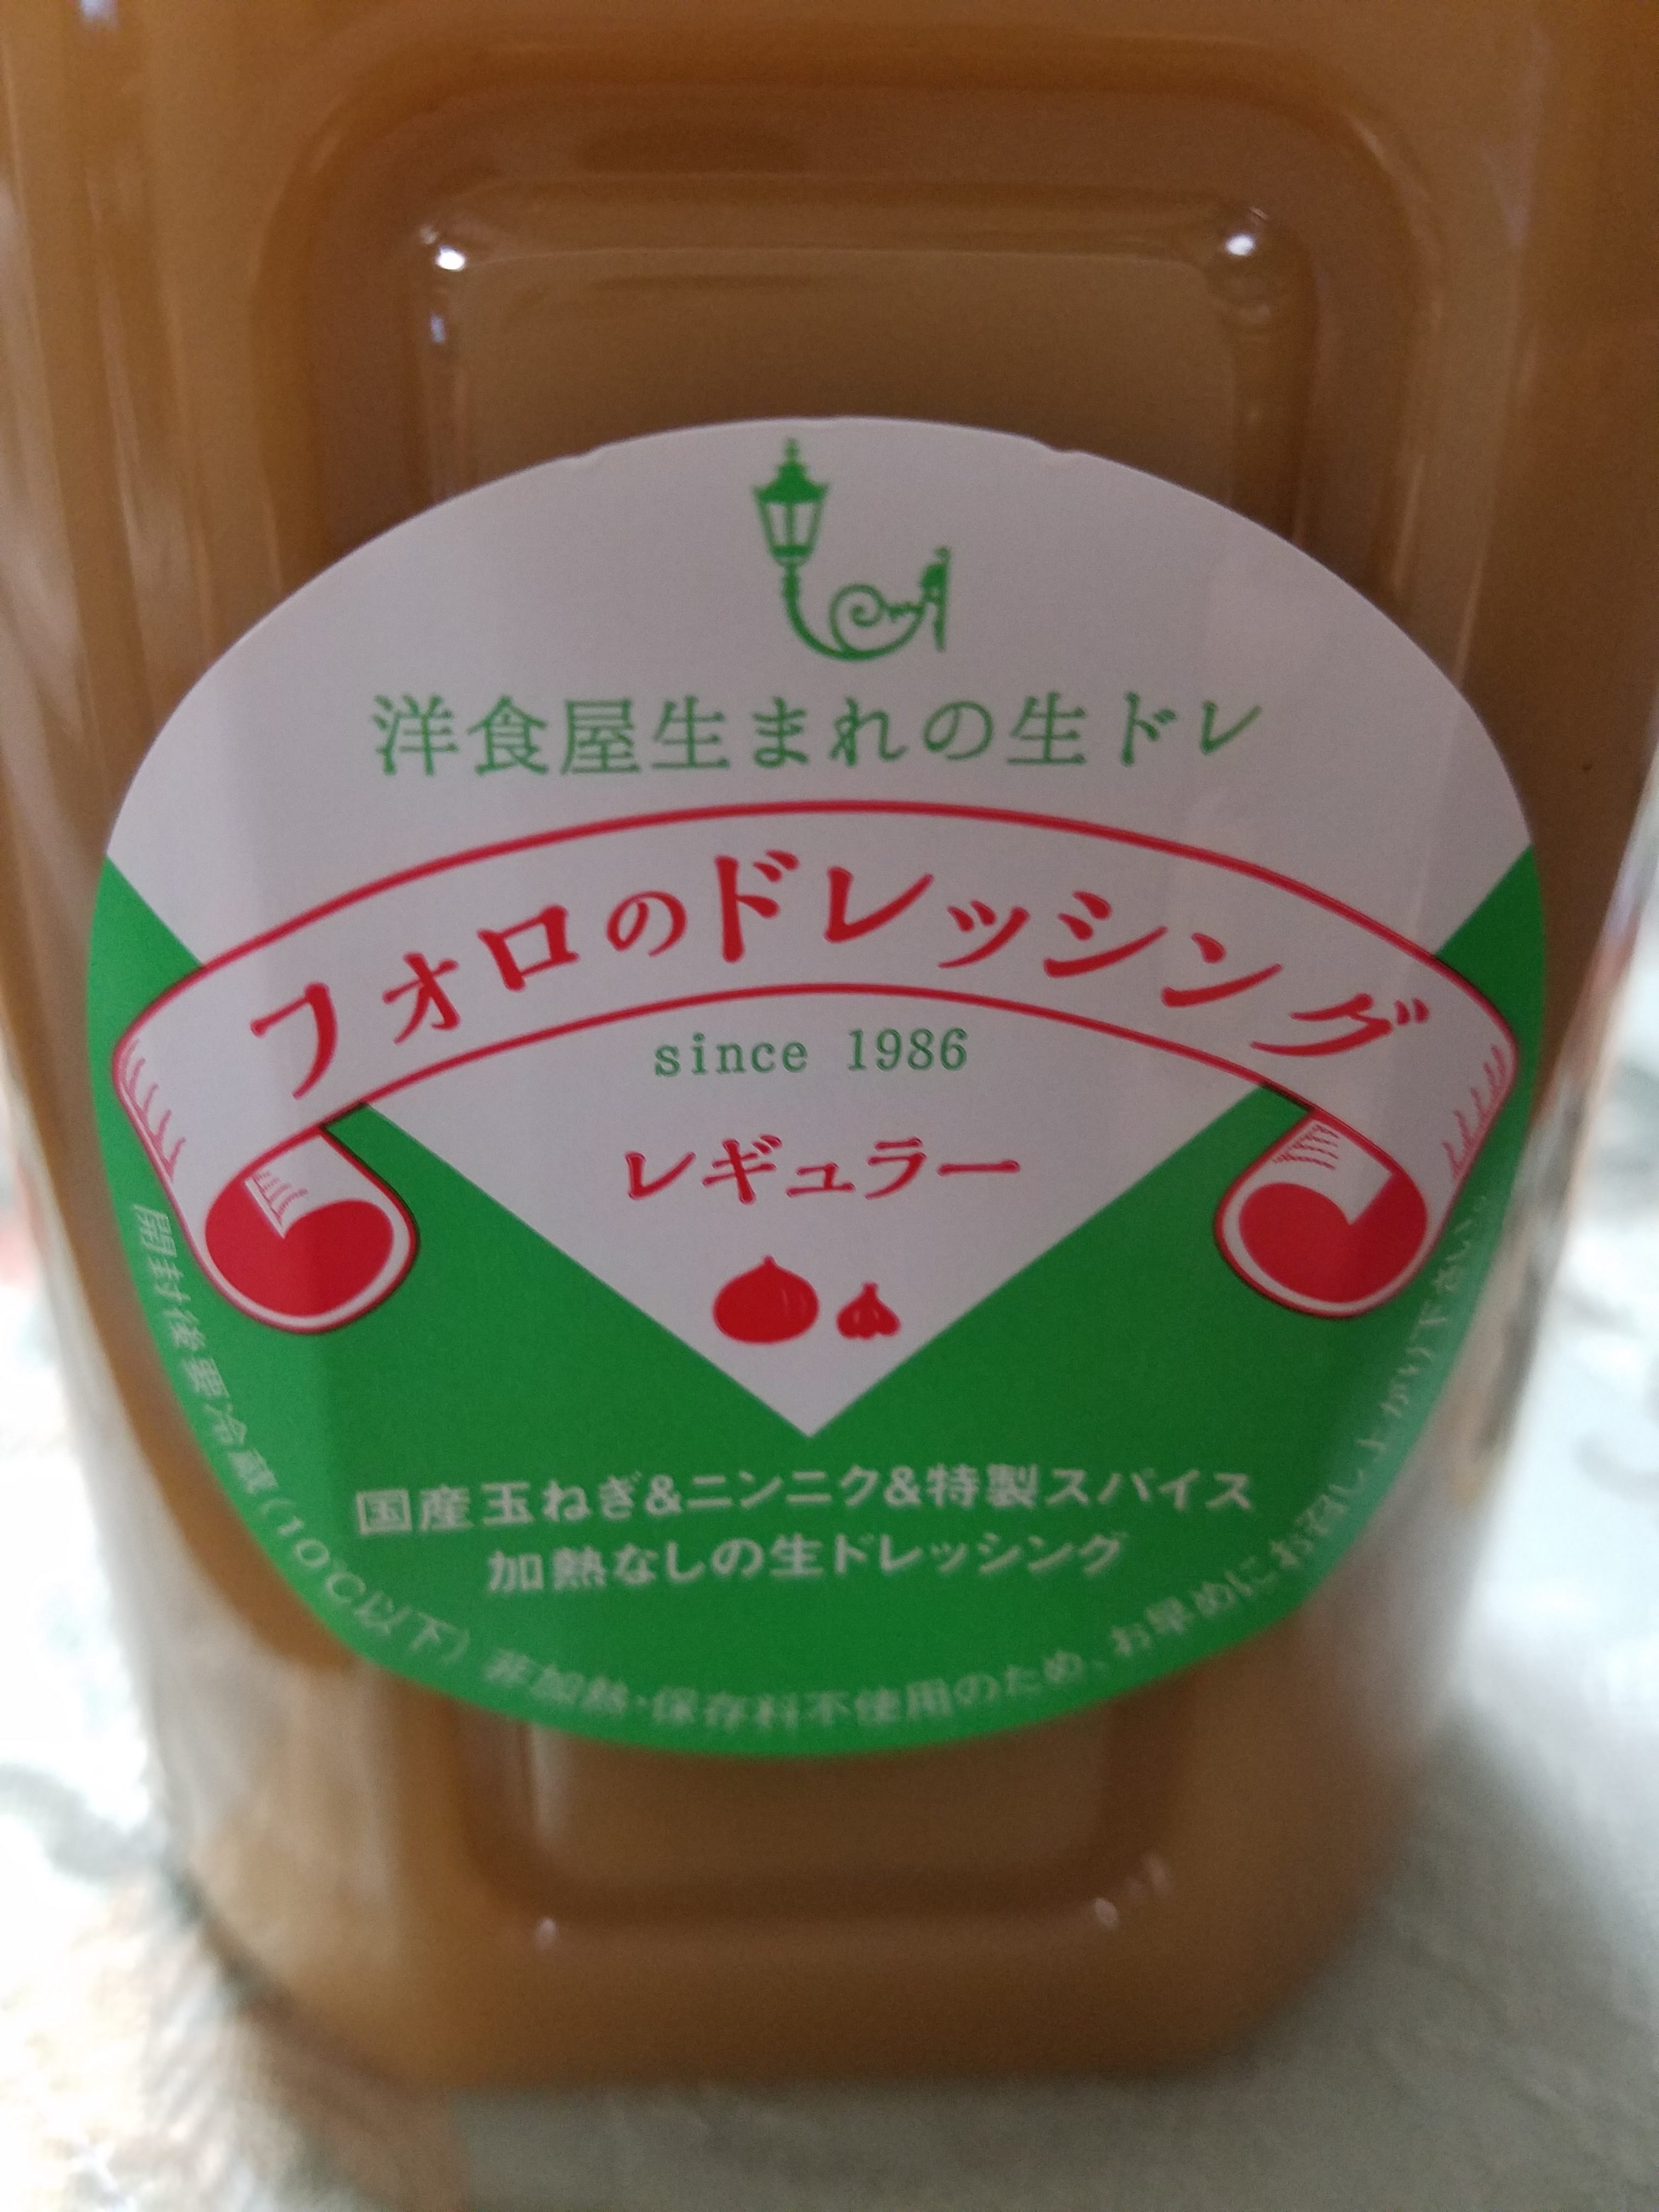 洋食屋生まれの生ドレ
フォロのドレッシング
since 1986
レギュラー
国産玉ねぎ&ニンニク&特製スパイス
加熱なしの生ドレッシング
開封後要冷蔵(10℃以下) 非加熱・保存料不使用のため、お早めにお召し上がり下さい。